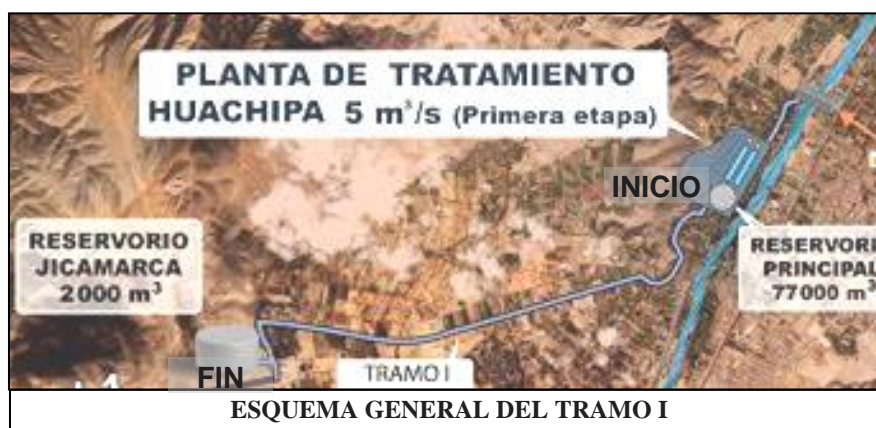 PLANTA DE TRATAMIENTO
HUACHIPA 5 m³/s (Primera etapa)
INICIO
RESERVORIO
JICAMARCA
2000 m³
RESERVORI
PRINCIPAL
77000 m³
FIN
TRAMO I
ESQUEMA GENERAL DEL TRAMO I